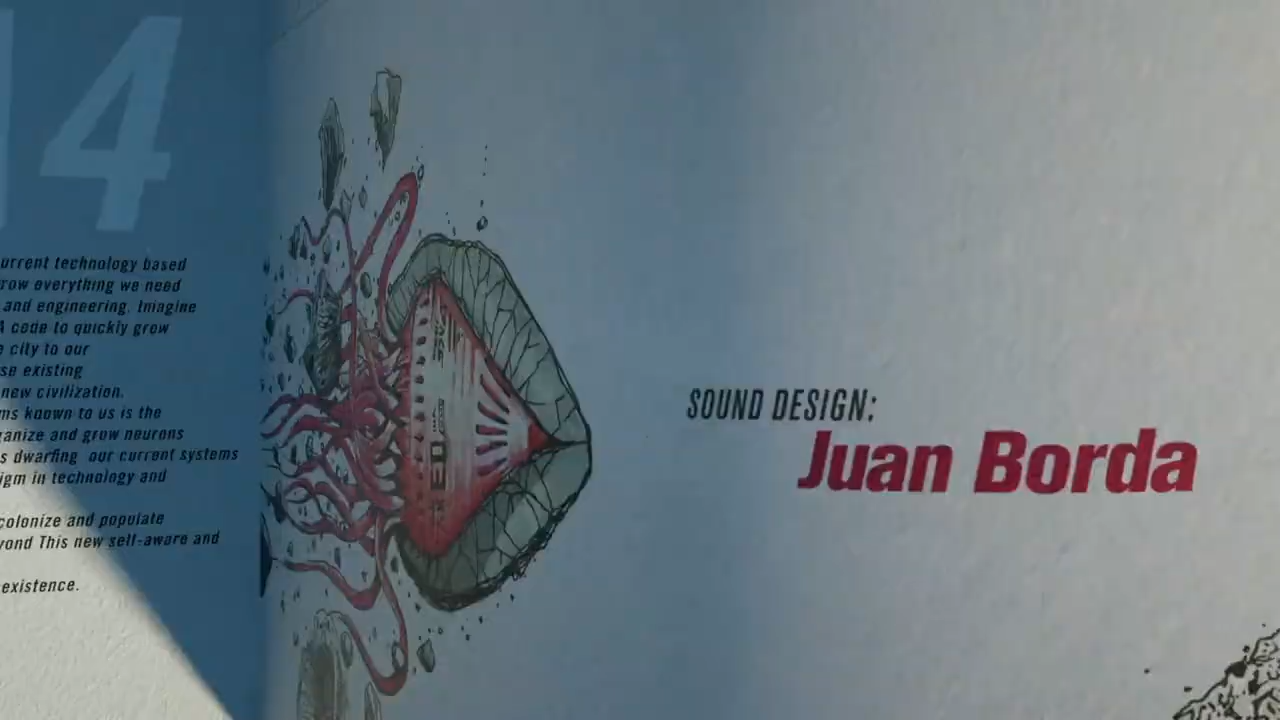 14
urrent technology based
row everything we need
and engineering. Imagine
A code to quickly grow
e city to our
se existing
new civilization.
ms known to us is the
ganize and grow neurons
s dwarfing our current systems
igm in technology and
colonize and populate
yond This new self-aware and
existence.
SOUND DESIGN:
Juan Borda